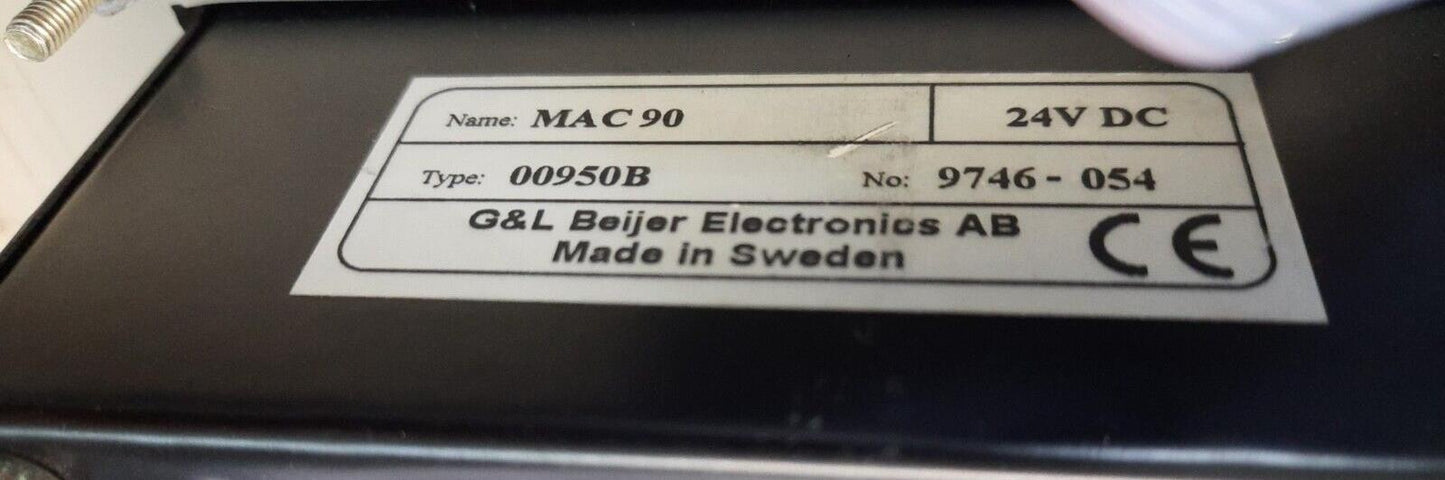 Name: MAC 90 24V DC
Type: 00950B No: 9746 - 054
G&L Beijer Electronics AB
Made in Sweden
CE